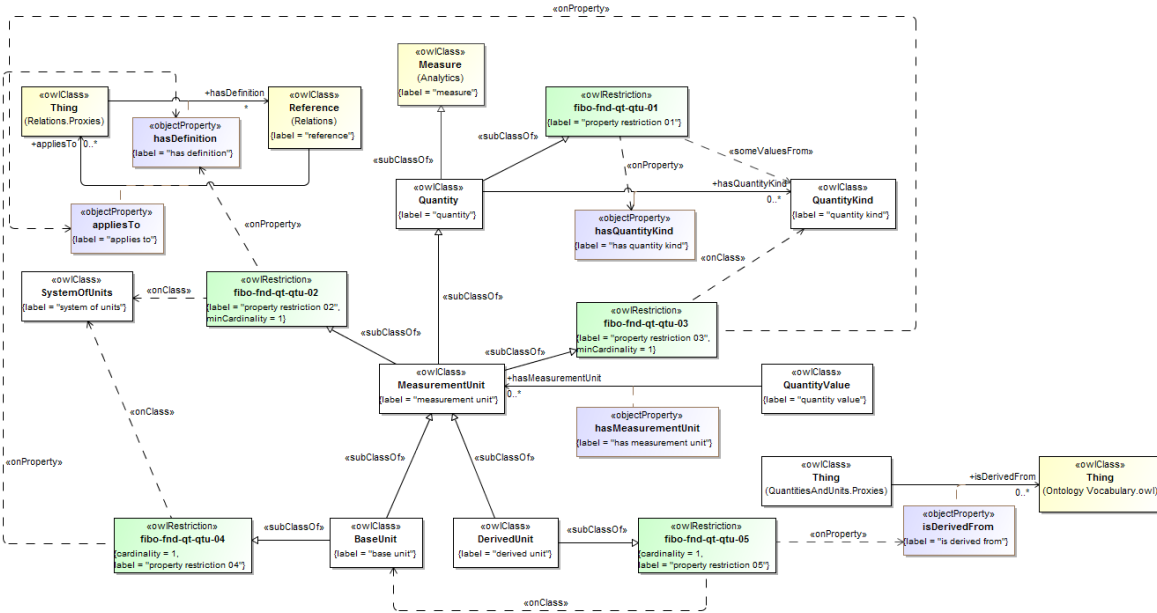 «onProperty»
«owlClass»
Measure
(Analytics)
{label = "measure"}
«owlClass»
Thing
(Relations.Proxies)
+hasDefinition
*
«owlClass»
Reference
(Relations)
{label = "reference"}
«owlRestriction»
fibo-fnd-qt-qtu-01
{label = "property restriction 01"}
«objectProperty»
hasDefinition
{label = "has definition"}
+appliesTo 0..*
«subClassOf»
«someValuesFrom»
«subClassOf»
«onProperty»
«owlClass»
Quantity
{label = "quantity"}
+hasQuantityKind
0..*
«owlClass»
QuantityKind
{label = "quantity kind"}
«objectProperty»
appliesTo
{label = "applies to"}
«objectProperty»
hasQuantityKind
{label = "has quantity kind"}
«onProperty»
«onClass»
«owlClass»
SystemOfUnits
{label = "system of units"}
«onClass»
«owlRestriction»
fibo-fnd-qt-qtu-02
{label = "property restriction 02",
minCardinality = 1}
«subClassOf»
«owlRestriction»
fibo-fnd-qt-qtu-03
{label = "property restriction 03",
minCardinality = 1}
«subClassOf»
«subClassOf»
«owlClass»
MeasurementUnit
{label = "measurement unit"}
+hasMeasurementUnit
0..*
«owlClass»
QuantityValue
{label = "quantity value"}
«objectProperty»
hasMeasurementUnit
{label = "has measurement unit"}
«onClass»
«subClassOf»
«subClassOf»
«onProperty»
«owlClass»
Thing
(QuantitiesAndUnits.Proxies)
+isDerivedFrom
0..*
«owlClass»
Thing
(Ontology Vocabulary.owl)
«owlRestriction»
fibo-fnd-qt-qtu-04
{cardinality = 1,
label = "property restriction 04"}
«subClassOf»
«owlClass»
BaseUnit
{label = "base unit"}
«owlClass»
DerivedUnit
{label = "derived unit"}
«subClassOf»
«owlRestriction»
fibo-fnd-qt-qtu-05
{cardinality = 1,
label = "property restriction 05"}
«onProperty»
«objectProperty»
isDerivedFrom
{label = "is derived from"}
«onClass»